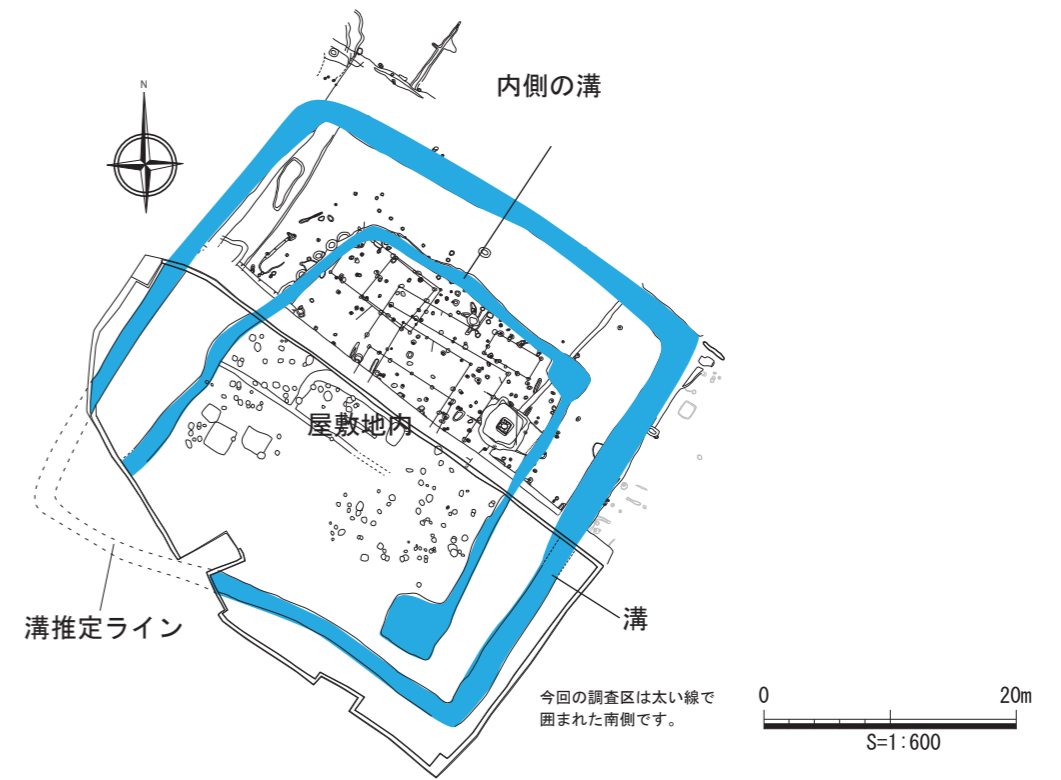 N
内側の溝
屋敷地内
溝推定ライン
溝
今回の調査区は太い線で
囲まれた南側です。
0 20m
S=1:600